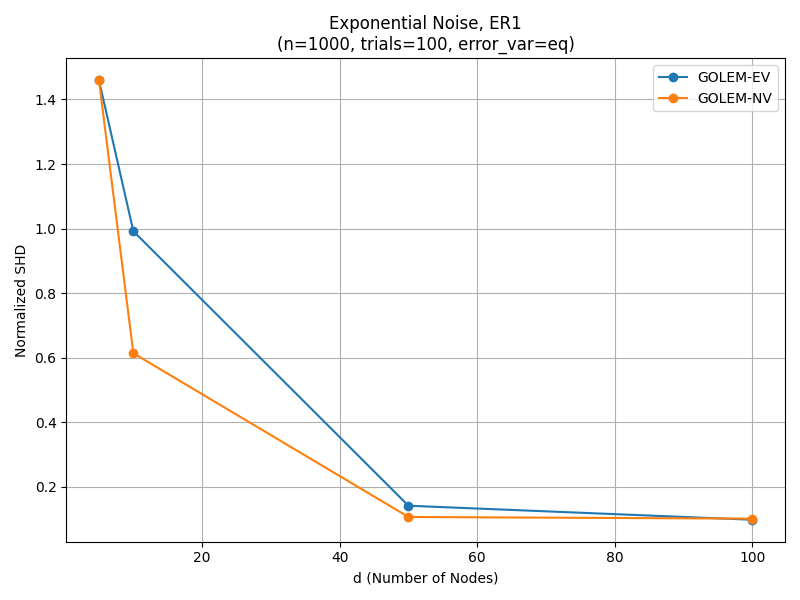 Exponential Noise, ER1
(n=1000, trials=100, error_var=eq)
GOLEM-EV
GOLEM-NV
Normalized SHD
1.4
1.2
1.0
0.8
0.6
0.4
0.2
20
40
60
80
100
d (Number of Nodes)